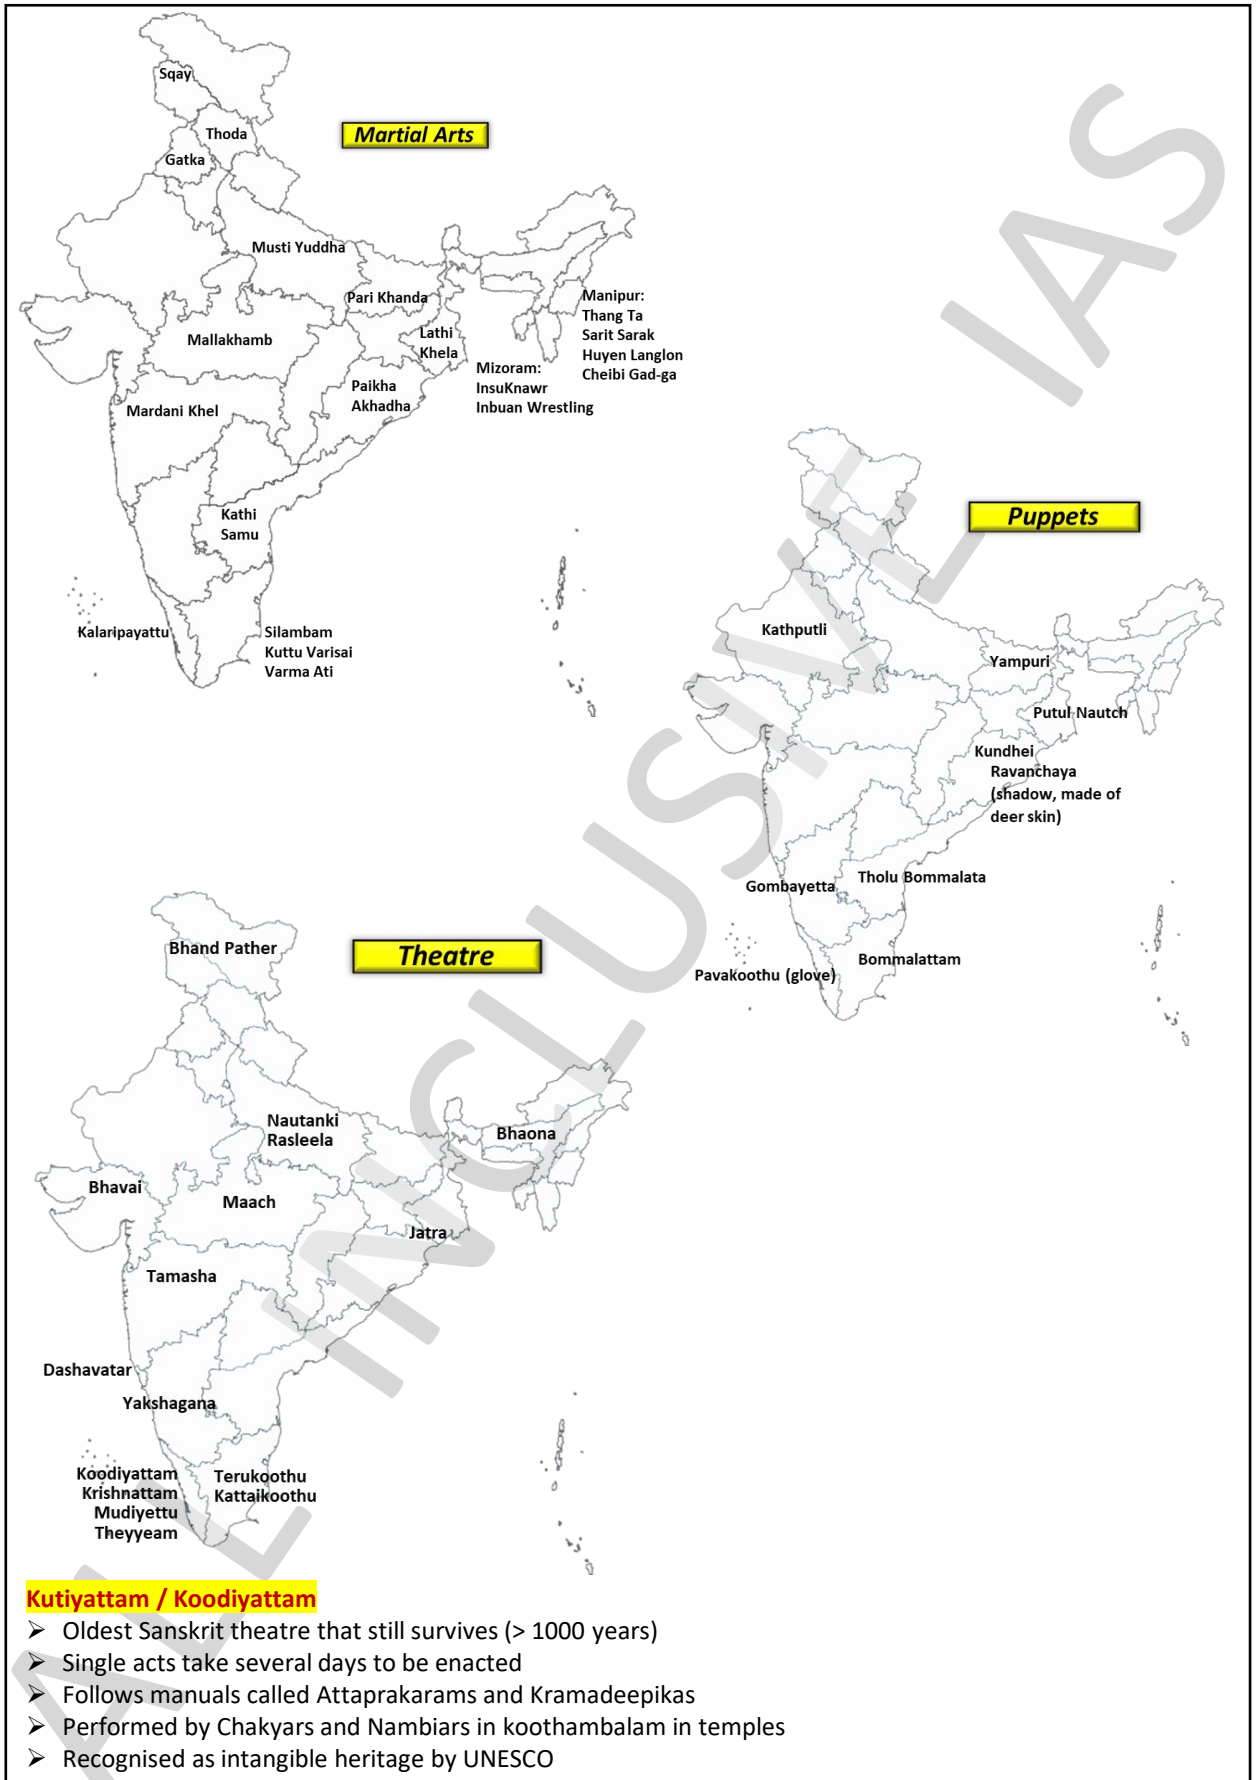 Martial Arts
Sqay
Thoda
Gatka
Musti Yuddha
Pari Khanda
Mallakhamb
Lathi
Khela
Manipur:
Thang Ta
Sarit Sarak
Huyen Langlon
Cheibi Gad-ga
Mizoram:
InsuKnawr
Inbuan Wrestling
Paikha
Akhadha
Mardani Khel
Kathi
Samu
Kalaripayattu
Silambam
Kuttu Varisai
Varma Ati
Puppets
Kathputli
Yampuri
Putul Nautch
Kundhei
Ravanchaya
(shadow, made of
deer skin)
Gombayetta
Tholu Bommalata
Bommalattam
Pavakoothu (glove)
Theatre
Bhand Pather
Nautanki
Rasleela
Bhaona
Bhavai
Maach
Jatra
Tamasha
Dashavatar
Yakshagana
Koodiyattam
Krishnattam
Mudiyettu
Theyyeam
Terukoothu
Kattaikoothu
Kutiyattam / Koodiyattam
➢ Oldest Sanskrit theatre that still survives (> 1000 years)
➢ Single acts take several days to be enacted
➢ Follows manuals called Attaprakarams and Kramadeepikas
➢ Performed by Chakyars and Nambiars in koothambalam in temples
➢ Recognised as intangible heritage by UNESCO
ALL INCLUSIVE IAS